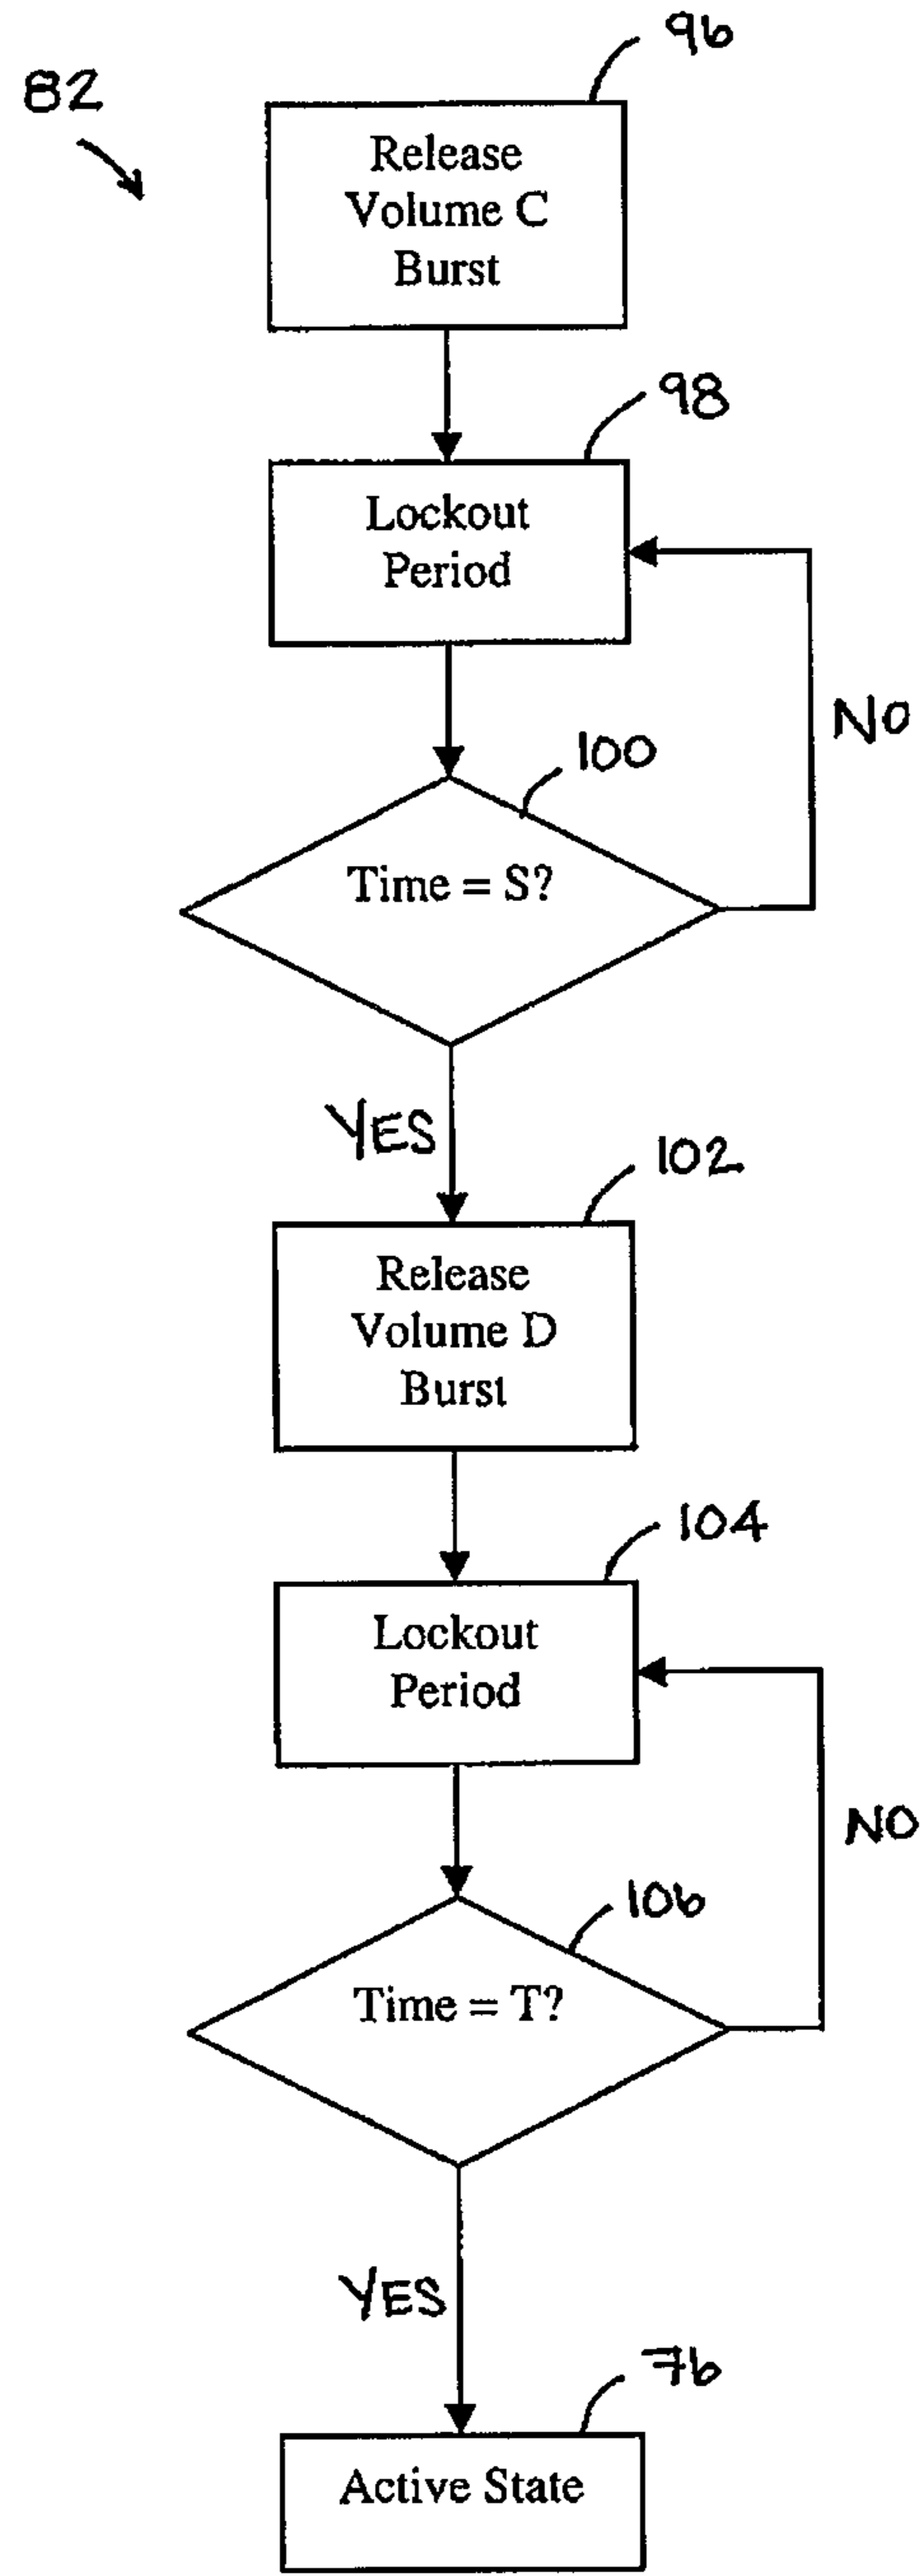 96
82
Release
Volume C
Burst
98
Lockout
Period
NO
100
Time = S?
YES
102
Release
Volume D
Burst
104
Lockout
Period
NO
106
Time = T?
YES
76
Active State